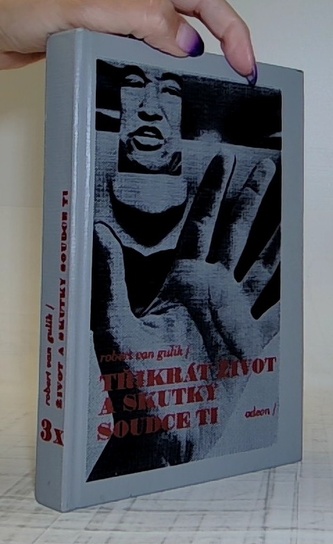 robert van gulik /
TŘIKRÁT ŽIVOT
A SKUTKY
SOUDCE TI
odeon /
robert van gulik /
ŽIVOT A SKUTKY SOUDCE TI
3x